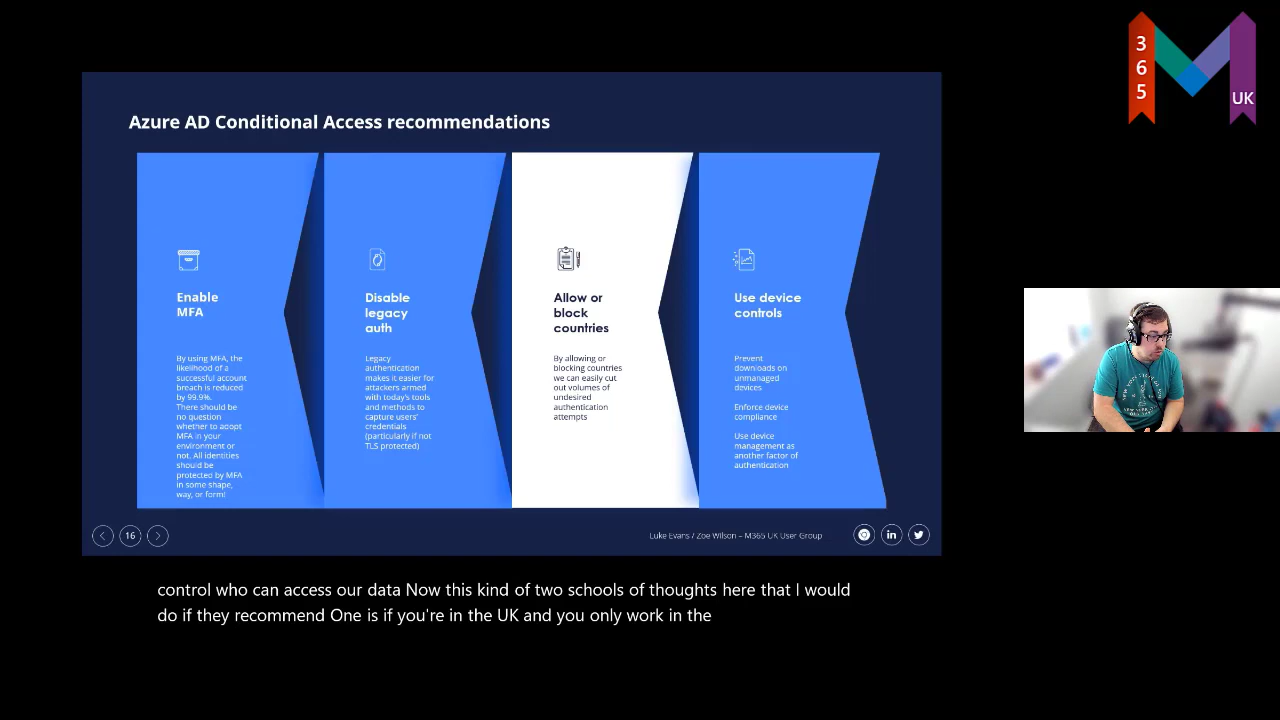 3
6
5
UK
Azure AD Conditional Access recommendations
Enable
MFA
By using MFA, the
likelihood of a
successful account
breach is reduced
by 99.9%.
There should be
no question
whether to adopt
MFA in your
environment or
not. All identities
should be
protected by MFA
in some shape,
way, or form!
Disable
legacy
auth
Legacy
authentication
makes it easier for
attackers armed
with today's tools
and methods to
capture users'
credentials
(particularly if not
TLS protected)
Allow or
block
countries
By allowing or
blocking countries
we can easily cut
out volumes of
undesired
authentication
attempts
Use device
controls
Prevent
downloads on
unmanaged
devices
Enforce device
compliance
Use device
management as
another factor of
authentication
16
Luke Evans / Zoe Wilson – M365 UK User Group
in
control who can access our data Now this kind of two schools of thoughts here that I would
do if they recommend One is if you're in the UK and you only work in the